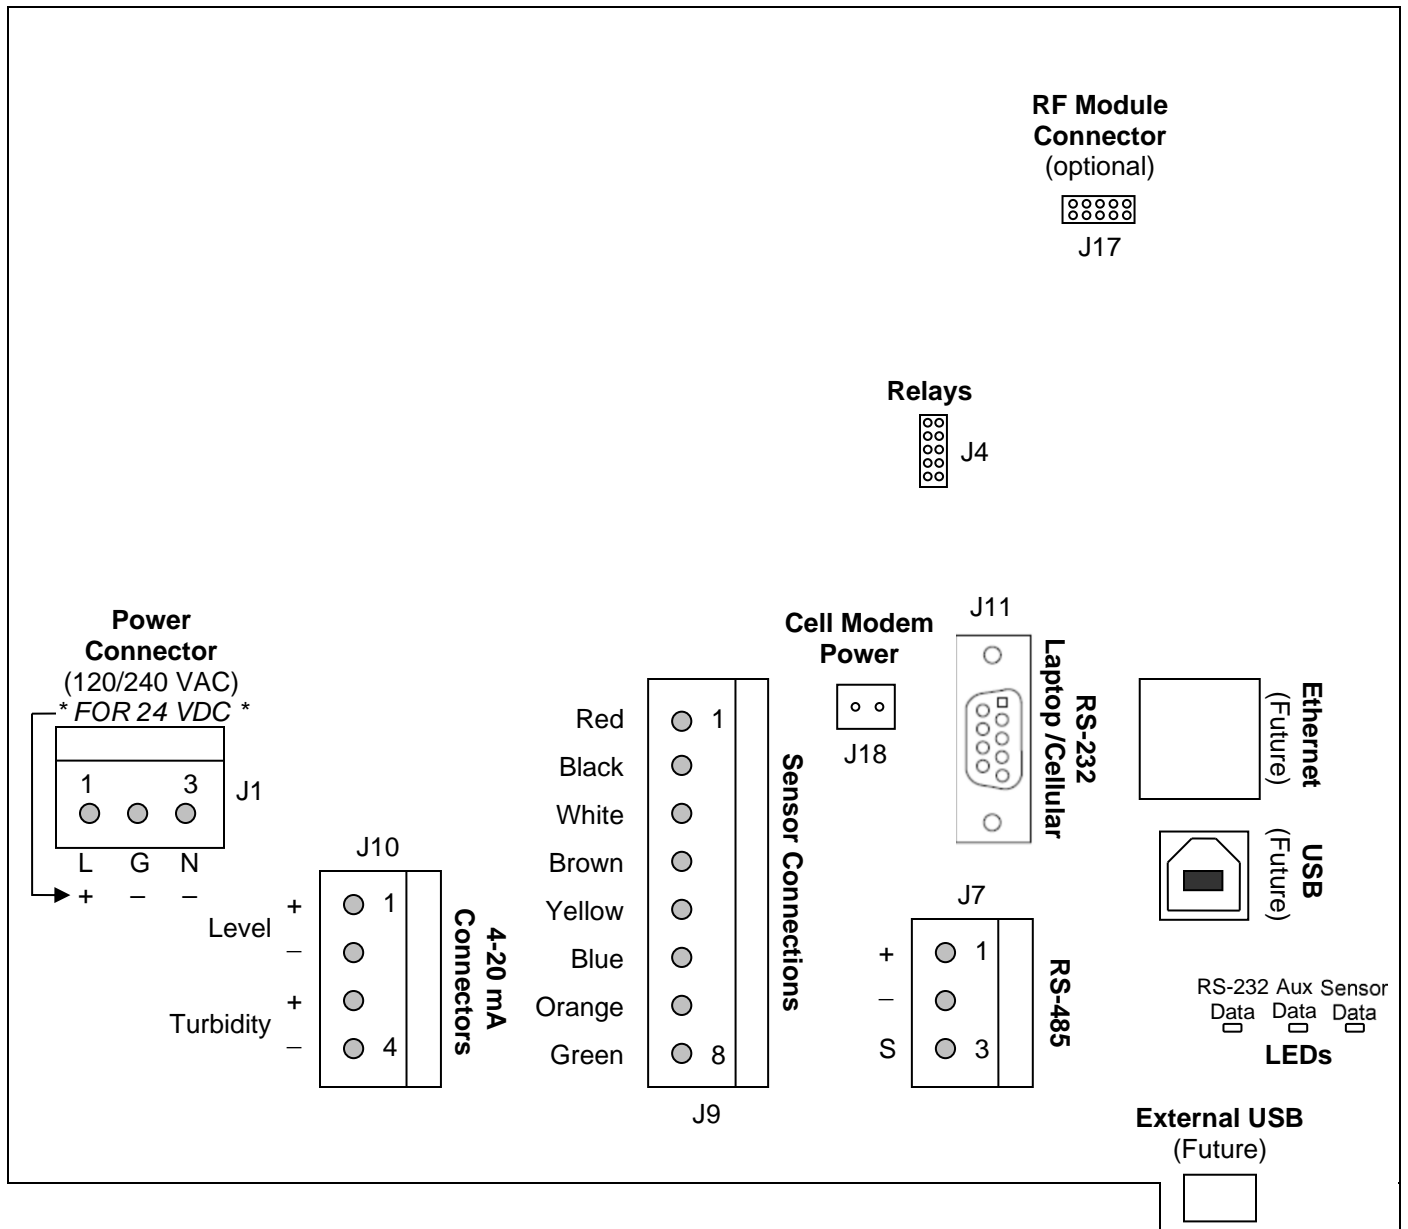 RF Module
Connector
(optional)
J17
Relays
J4
Power
Connector
(120/240 VAC)
* FOR 24 VDC *
1 3
J1
L G N
+ – –
J10
Level
+
–
Turbidity
+
–
1
4
4-20 mA
Connectors
Red
Black
White
Brown
Yellow
Blue
Orange
Green
1
8
Sensor Connections
J9
Cell Modem
Power
J18
J11
RS-232
Laptop /Cellular
J7
+
–
S
1
3
RS-485
Ethernet
(Future)
USB
(Future)
RS-232 Aux Sensor
Data Data Data
LEDs
External USB
(Future)